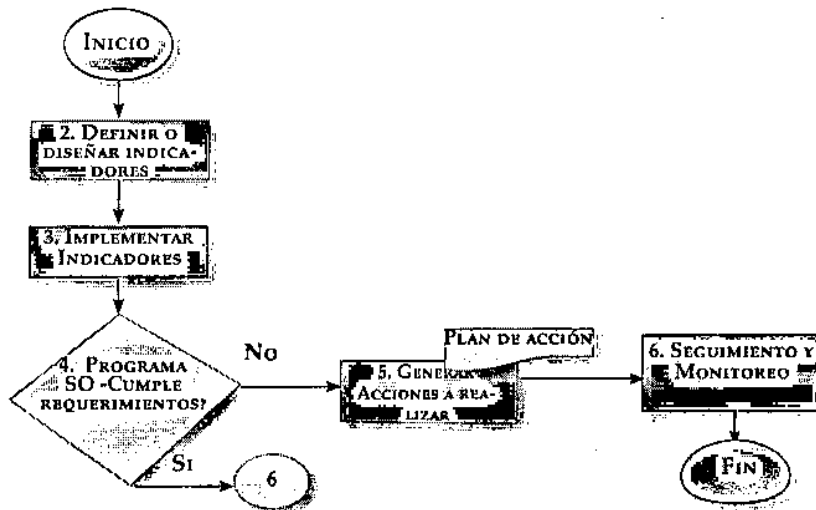 INICIO
2. DEFINIR O
DISEÑAR INDICA-
DORES
3. IMPLEMENTAR
INDICADORES
4. PROGRAMA
SO -CUMPLE
REQUERIMIENTOS?
NO
SI
6
PLAN DE ACCIÓN
5. GENERA
ACCIONES A REA-
LIZAR
6. SEGUIMIENTO Y
MONITOREO
FIN